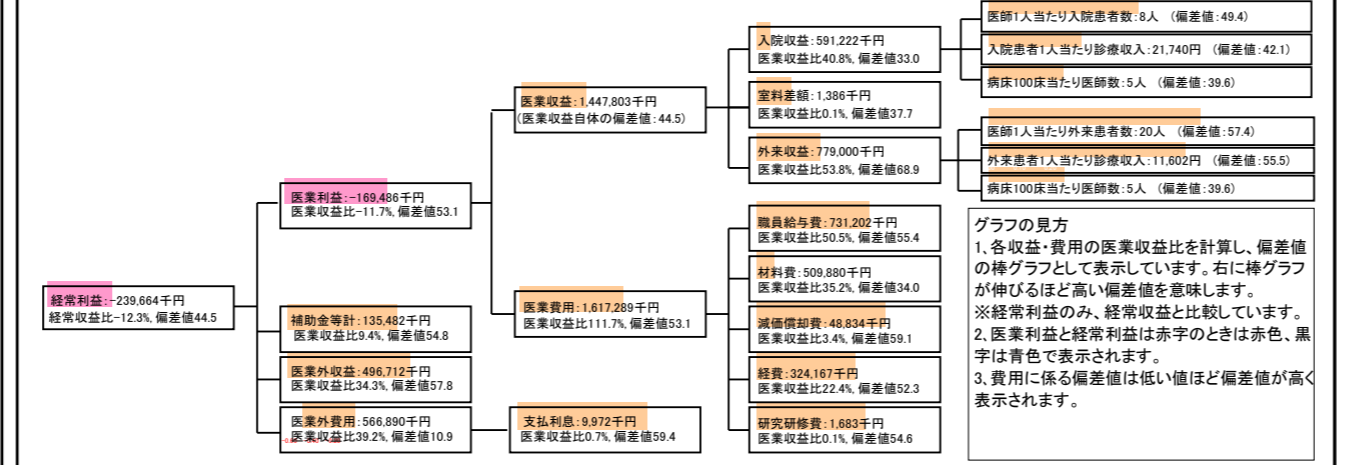 経常利益:-239,664千円
経常収益比-12.3%, 偏差値44.5
医業利益:-169,486千円
医業収益比-11.7%, 偏差値53.1
補助金等計:135,482千円
医業収益比9.4%, 偏差値54.8
医業外収益:496,712千円
医業収益比34.3%, 偏差値57.8
医業外費用:566,890千円
医業収益比39.2%, 偏差値10.9
医業収益:1,447,803千円
(医業収益自体の偏差値:44.5)
医業費用:1,617,289千円
医業収益比111.7%, 偏差値53.1
支払利息:9,972千円
医業収益比0.7%, 偏差値59.4
入院収益:591,222千円
医業収益比40.8%, 偏差値33.0
室料差額:1,386千円
医業収益比0.1%, 偏差値37.7
外来収益:779,000千円
医業収益比53.8%, 偏差値68.9
職員給与費:731,202千円
医業収益比50.5%, 偏差値55.4
材料費:509,880千円
医業収益比35.2%, 偏差値34.0
減価償却費:48,834千円
医業収益比3.4%, 偏差値59.1
経費:324,167千円
医業収益比22.4%, 偏差値52.3
研究研修費:1,683千円
医業収益比0.1%, 偏差値54.6
医師1人当たり入院患者数:8人 (偏差値:49.4)
入院患者1人当たり診療収入:21,740円 (偏差値:42.1)
病床100床当たり医師数:5人 (偏差値:39.6)
医師1人当たり外来患者数:20人 (偏差値:57.4)
外来患者1人当たり診療収入:11,602円 (偏差値:55.5)
病床100床当たり医師数:5人 (偏差値:39.6)
グラフの見方
1、各収益・費用の医業収益比を計算し、偏差値
の棒グラフとして表示しています。右に棒グラフ
が伸びるほど高い偏差値を意味します。
※経常利益のみ、経常収益と比較しています。
2、医業利益と経常利益は赤字のときは赤色、黒
字は青色で表示されます。
3、費用に係る偏差値は低い値ほど偏差値が高く
表示されます。